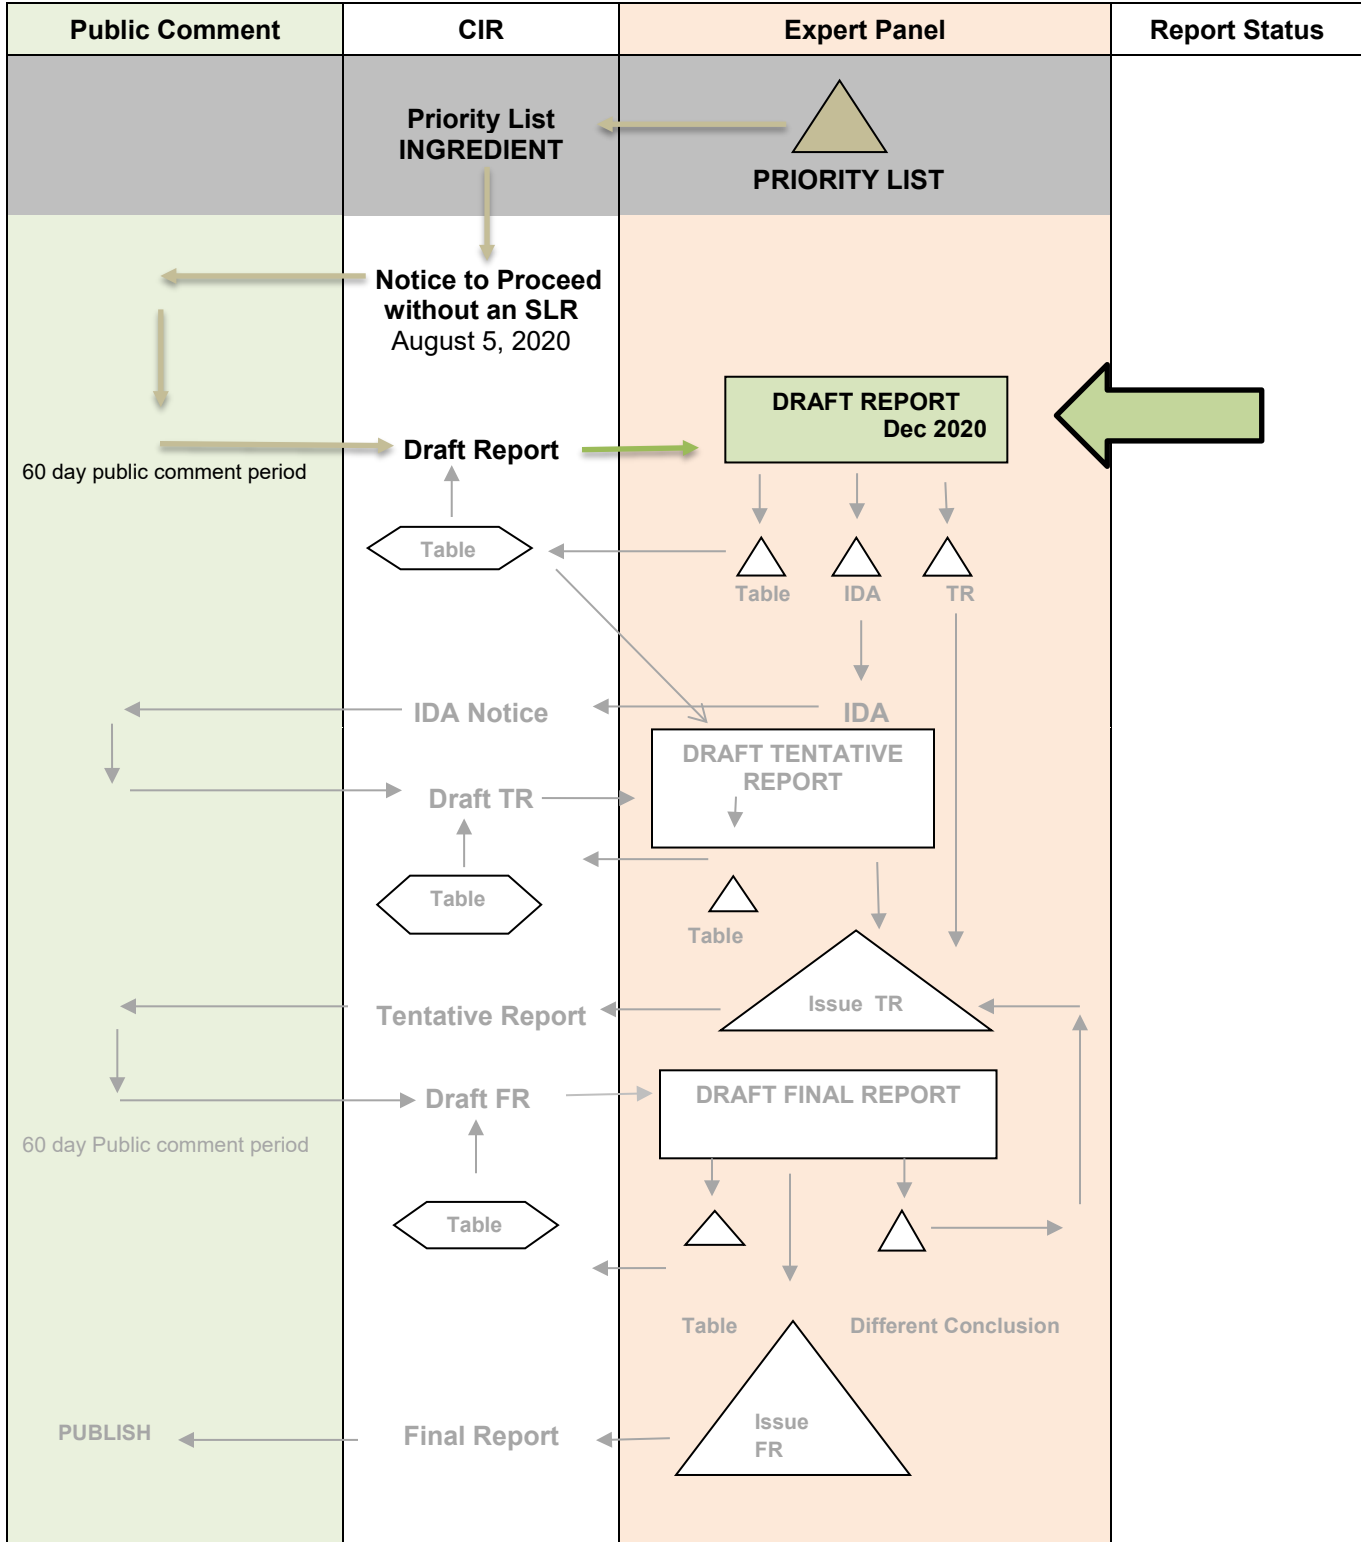 Public Comment
CIR
Expert Panel
Report Status
Priority List
INGREDIENT
PRIORITY LIST
Notice to Proceed
without an SLR
August 5, 2020
DRAFT REPORT
Dec 2020
Draft Report
60 day public comment period
Table
Table
IDA
TR
IDA Notice
IDA
DRAFT TENTATIVE
REPORT
Draft TR
Table
Table
Issue TR
Tentative Report
Draft FR
DRAFT FINAL REPORT
60 day Public comment period
Table
Table
Different Conclusion
Issue
FR
PUBLISH
Final Report